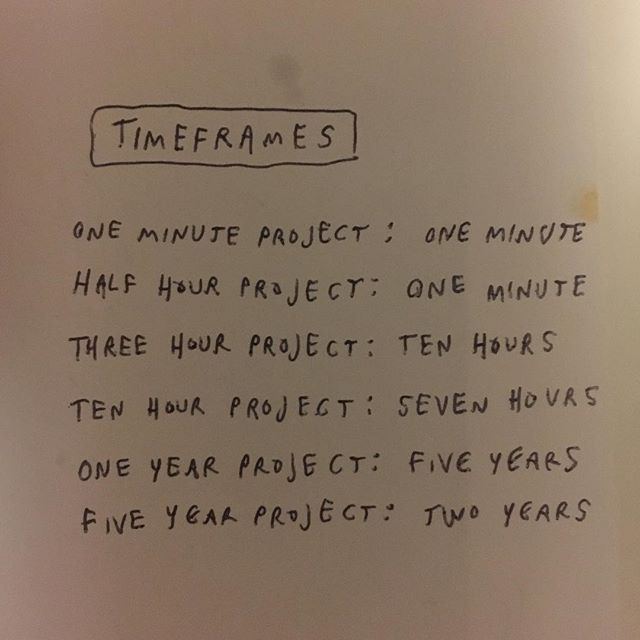 TIMEFRAMES
ONE MINUTE PROJECT: ONE MINUTE
HALF HOUR PROJECT: ONE MINUTE
THREE HOUR PROJECT: TEN HOURS
TEN HOUR PROJECT: SEVEN HOURS
ONE YEAR PROJECT: FIVE YEARS
FIVE YEAR PROJECT: TWO YEARS